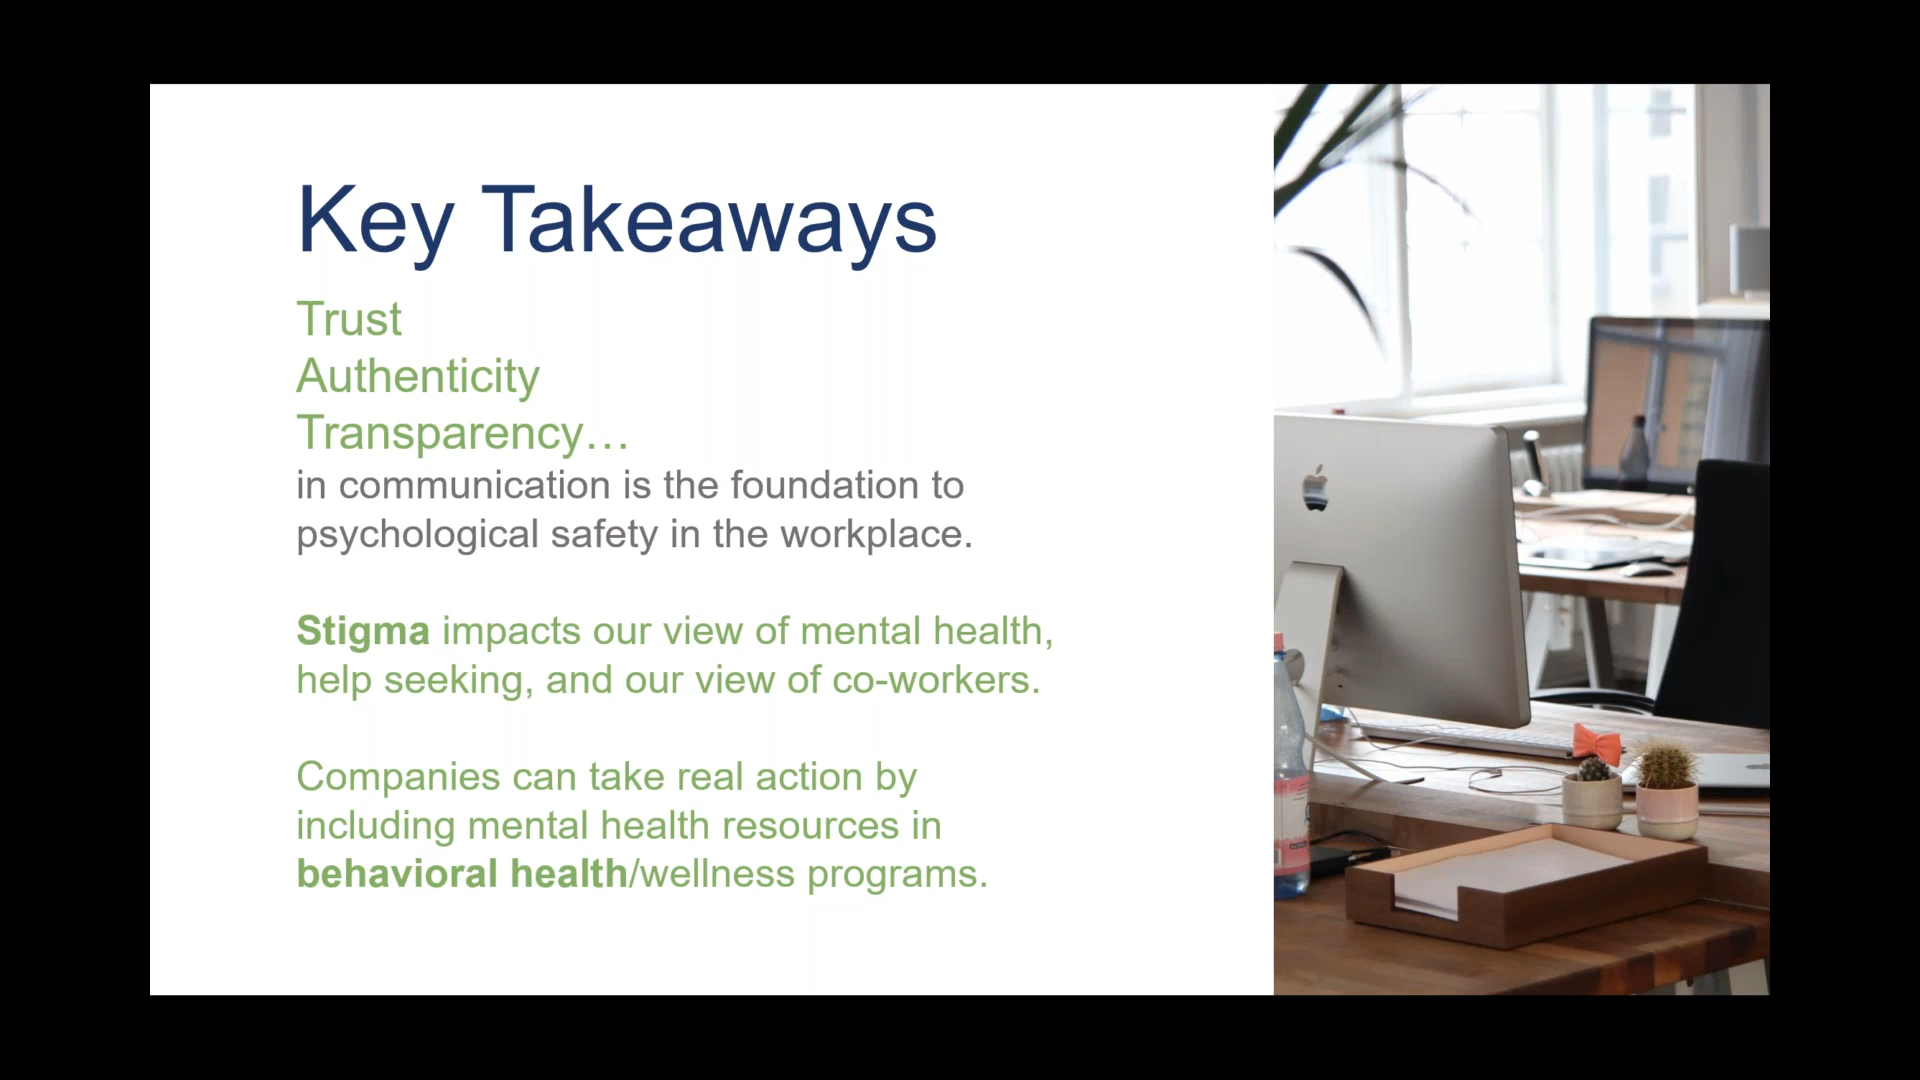 Key Takeaways
Trust
Authenticity
Transparency…
in communication is the foundation to
psychological safety in the workplace.
Stigma impacts our view of mental health,
help seeking, and our view of co-workers.
Companies can take real action by
including mental health resources in
behavioral health/wellness programs.